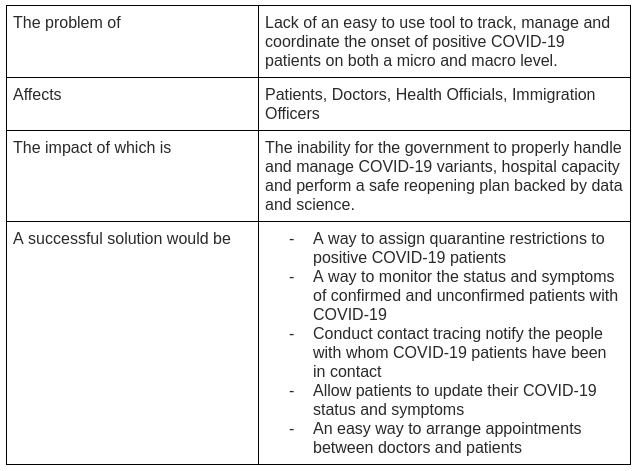 The problem of
Lack of an easy to use tool to track, manage and
coordinate the onset of positive COVID-19
patients on both a micro and macro level.
Affects
Patients, Doctors, Health Officials, Immigration
Officers
The impact of which is
The inability for the government to properly handle
and manage COVID-19 variants, hospital capacity
and perform a safe reopening plan backed by data
and science.
A successful solution would be
- A way to assign quarantine restrictions to
positive COVID-19 patients
- A way to monitor the status and symptoms
of confirmed and unconfirmed patients with
COVID-19
- Conduct contact tracing notify the people
with whom COVID-19 patients have been
in contact
- Allow patients to update their COVID-19
status and symptoms
- An easy way to arrange appointments
between doctors and patients